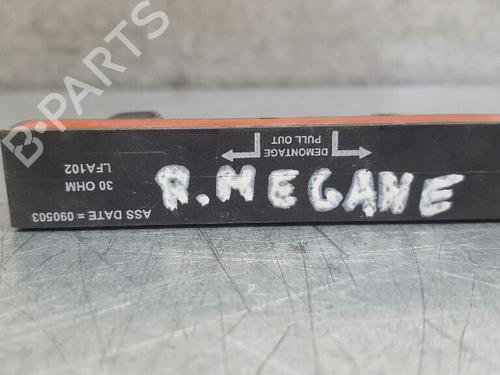 B-PARTS
DEMONTAGE
PULL OUT
ASS DATE = 090503
30 OHM
LFA102
R.MEGANE